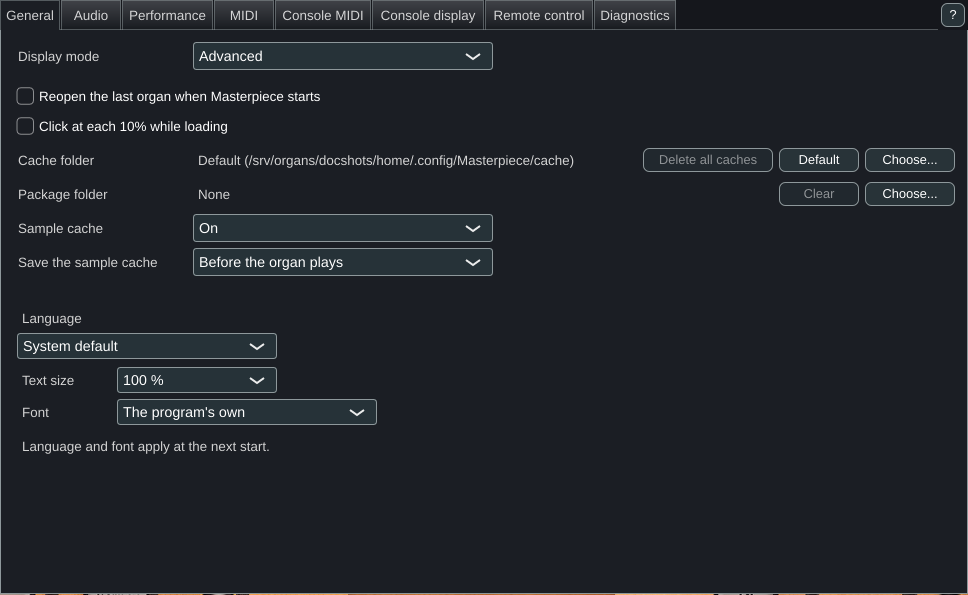 General Audio Performance MIDI Console MIDI Console display Remote control Diagnostics ?
Display mode Advanced
Reopen the last organ when Masterpiece starts
Click at each 10% while loading
Cache folder Default (/srv/organs/docshots/home/.config/Masterpiece/cache) Delete all caches Default Choose...
Package folder None Clear Choose...
Sample cache On
Save the sample cache Before the organ plays
Language
System default
Text size 100 %
Font The program's own
Language and font apply at the next start.